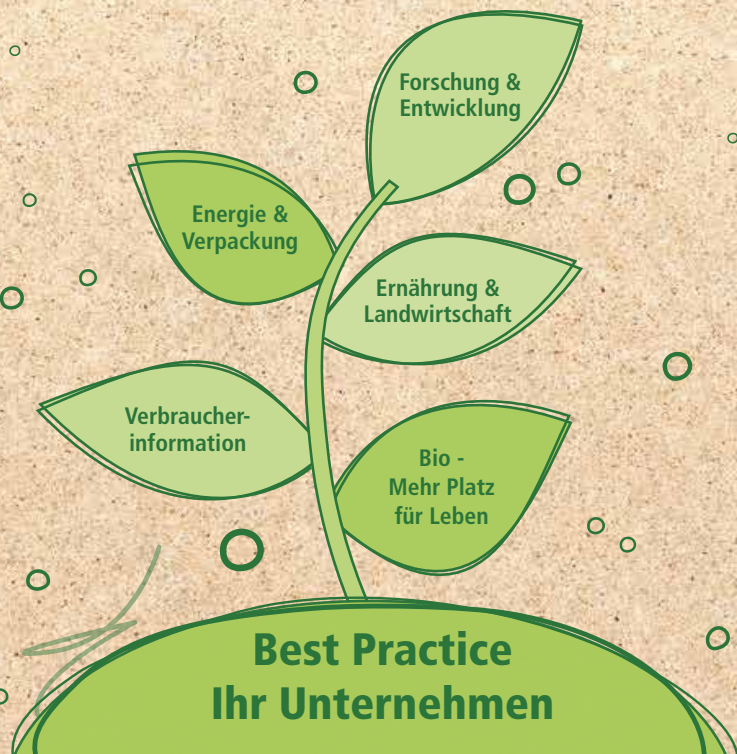 Forschung &
Entwicklung
Energie &
Verpackung
Ernährung &
Landwirtschaft
Verbraucher-
information
Bio -
Mehr Platz
für Leben
Best Practice
Ihr Unternehmen